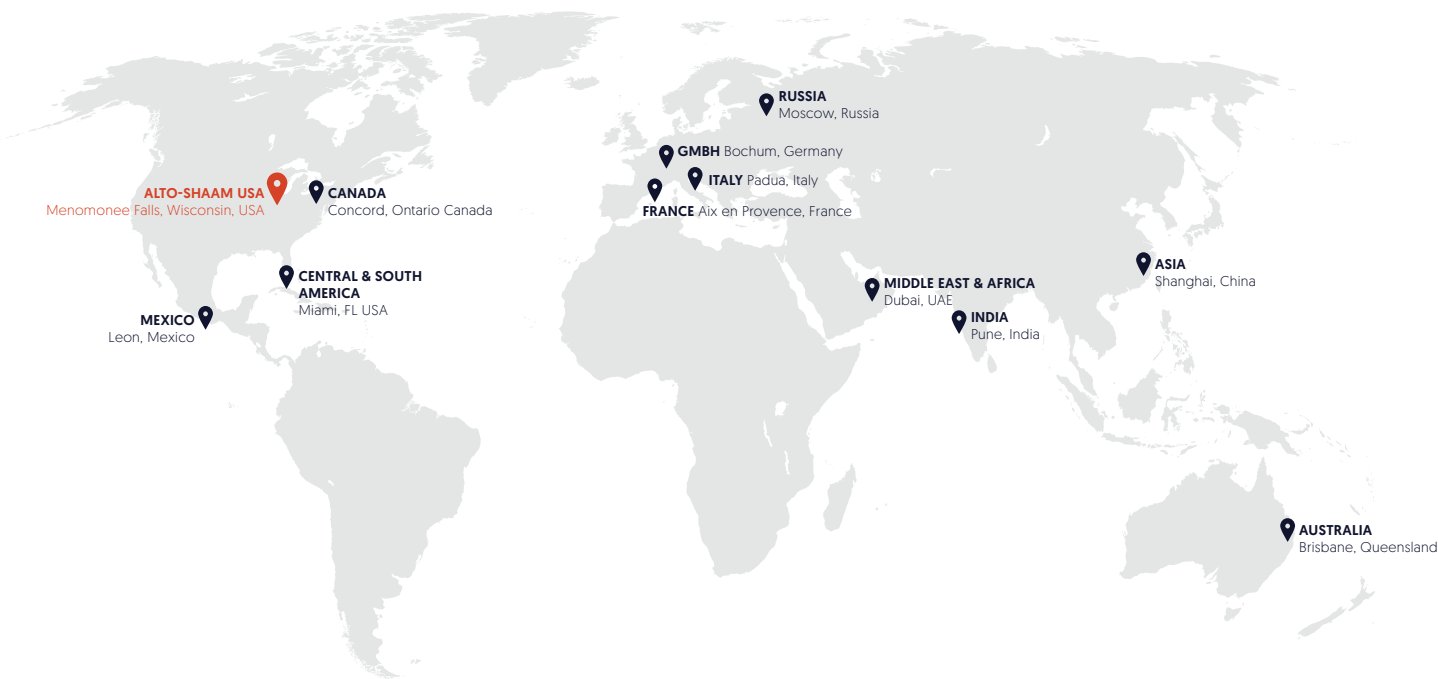 RUSSIA
Moscow, Russia
GMBH Bochum, Germany
ITALY Padua, Italy
ALTO-SHAAM USA
Menomonee Falls, Wisconsin, USA
CANADA
Concord, Ontario Canada
FRANCE Aix en Provence, France
CENTRAL & SOUTH
AMERICA
Miami, FL USA
MIDDLE EAST & AFRICA
Dubai, UAE
ASIA
Shanghai, China
MEXICO
Leon, Mexico
INDIA
Pune, India
AUSTRALIA
Brisbane, Queensland